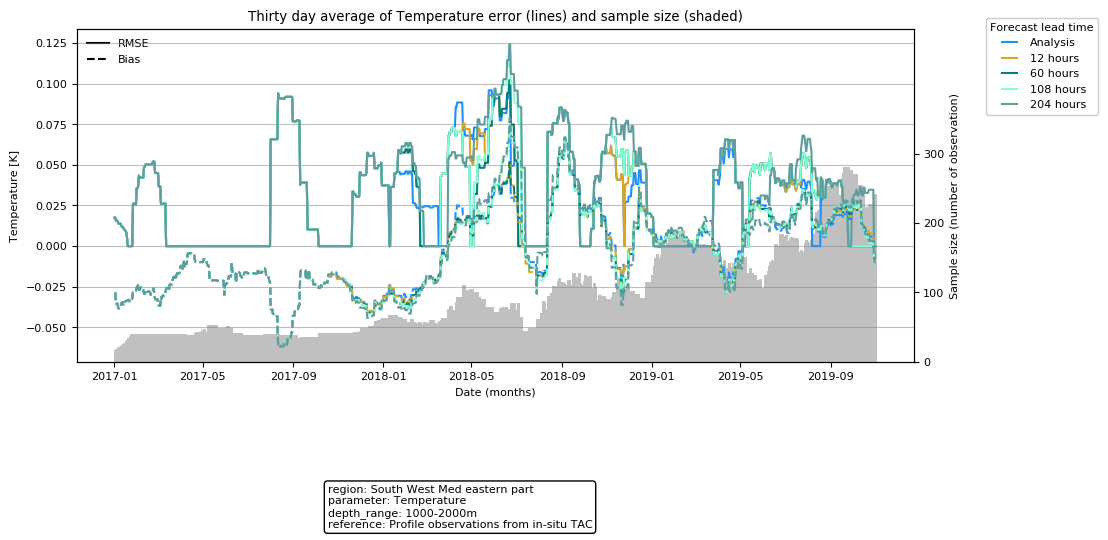 Thirty day average of Temperature error (lines) and sample size (shaded)
Forecast lead time
Analysis
12 hours
60 hours
108 hours
204 hours
RMSE
Bias
Temperature [K]
0.125
0.100
0.075
0.050
0.025
0.000
−0.025
−0.050
300
200
100
0
Sample size (number of observation)
2017-01 2017-05 2017-09 2018-01 2018-05 2018-09 2019-01 2019-05 2019-09
Date (months)
region: South West Med eastern part
parameter: Temperature
depth_range: 1000-2000m
reference: Profile observations from in-situ TAC